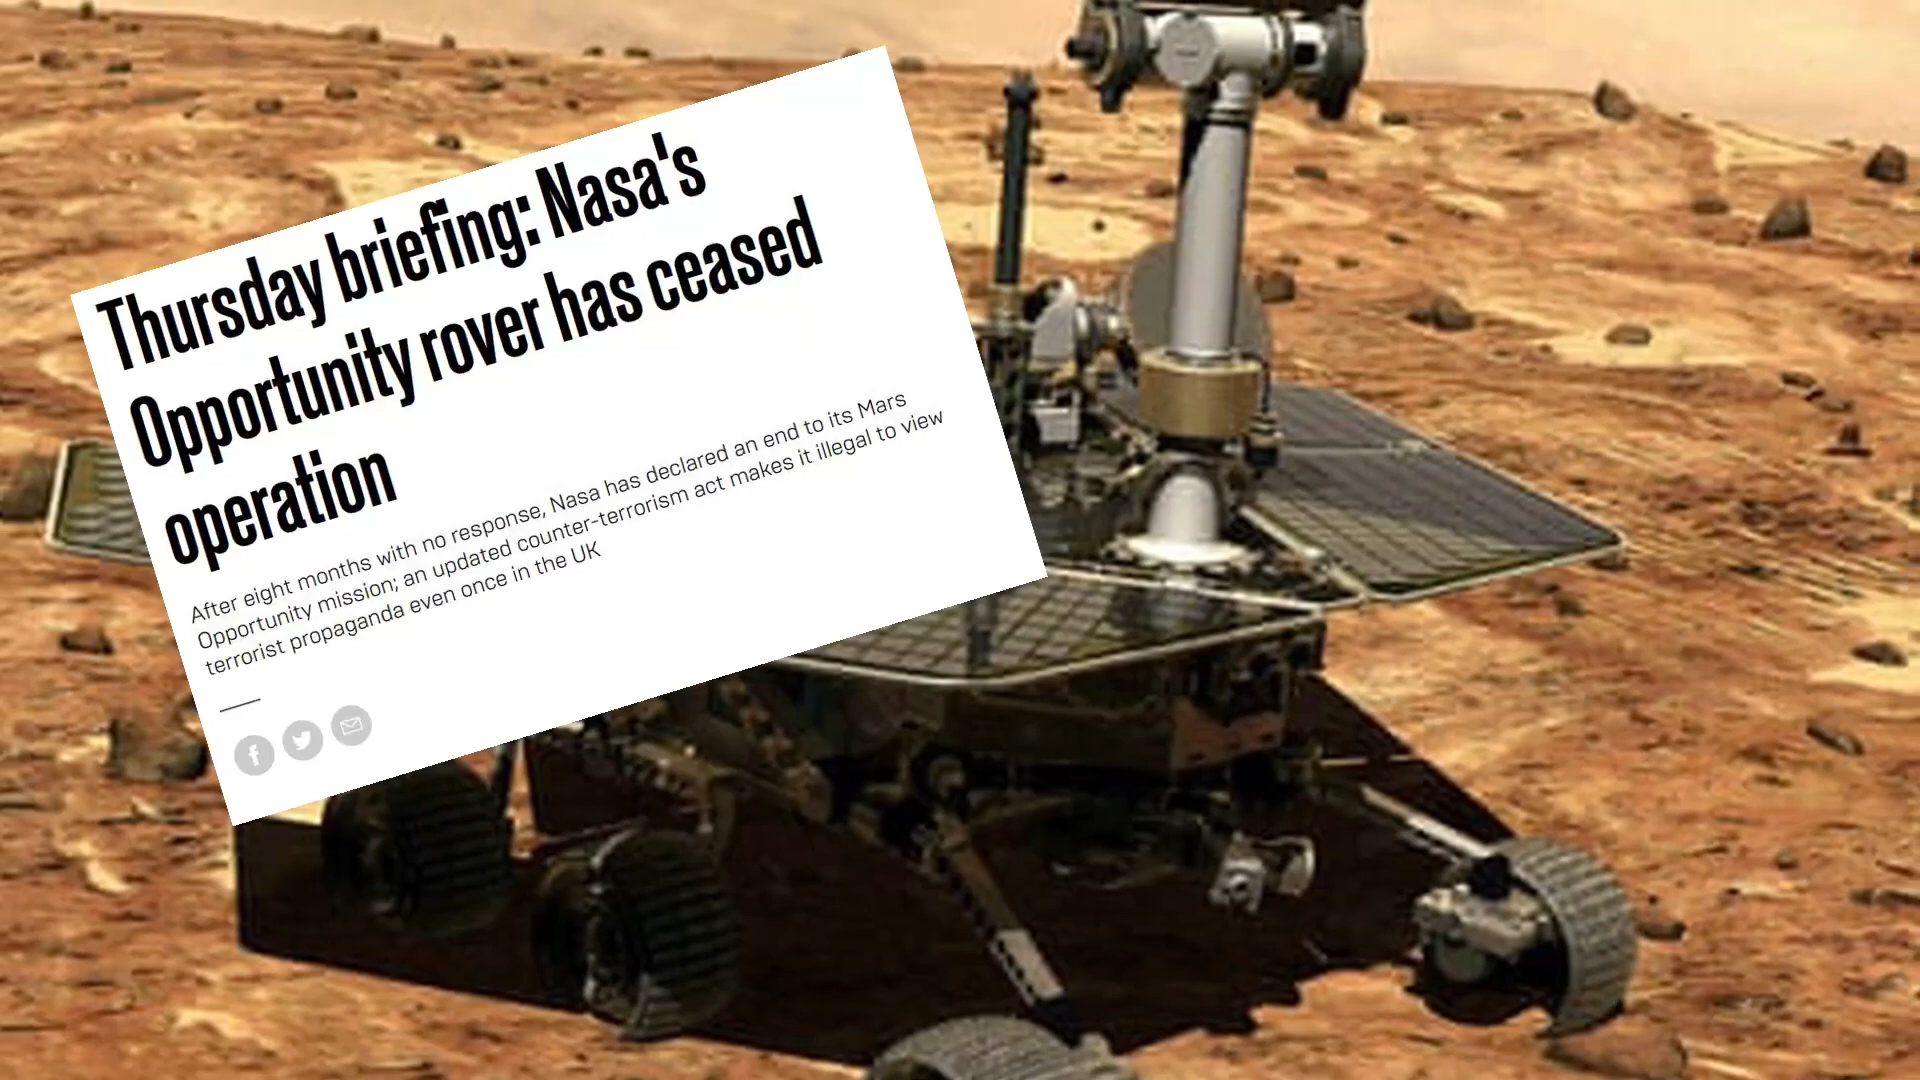 Thursday briefing: Nasa's
Opportunity rover has ceased
operation
After eight months with no response, Nasa has declared an end to its Mars
Opportunity mission; an updated counter-terrorism act makes it illegal to view
terrorist propaganda even once in the UK